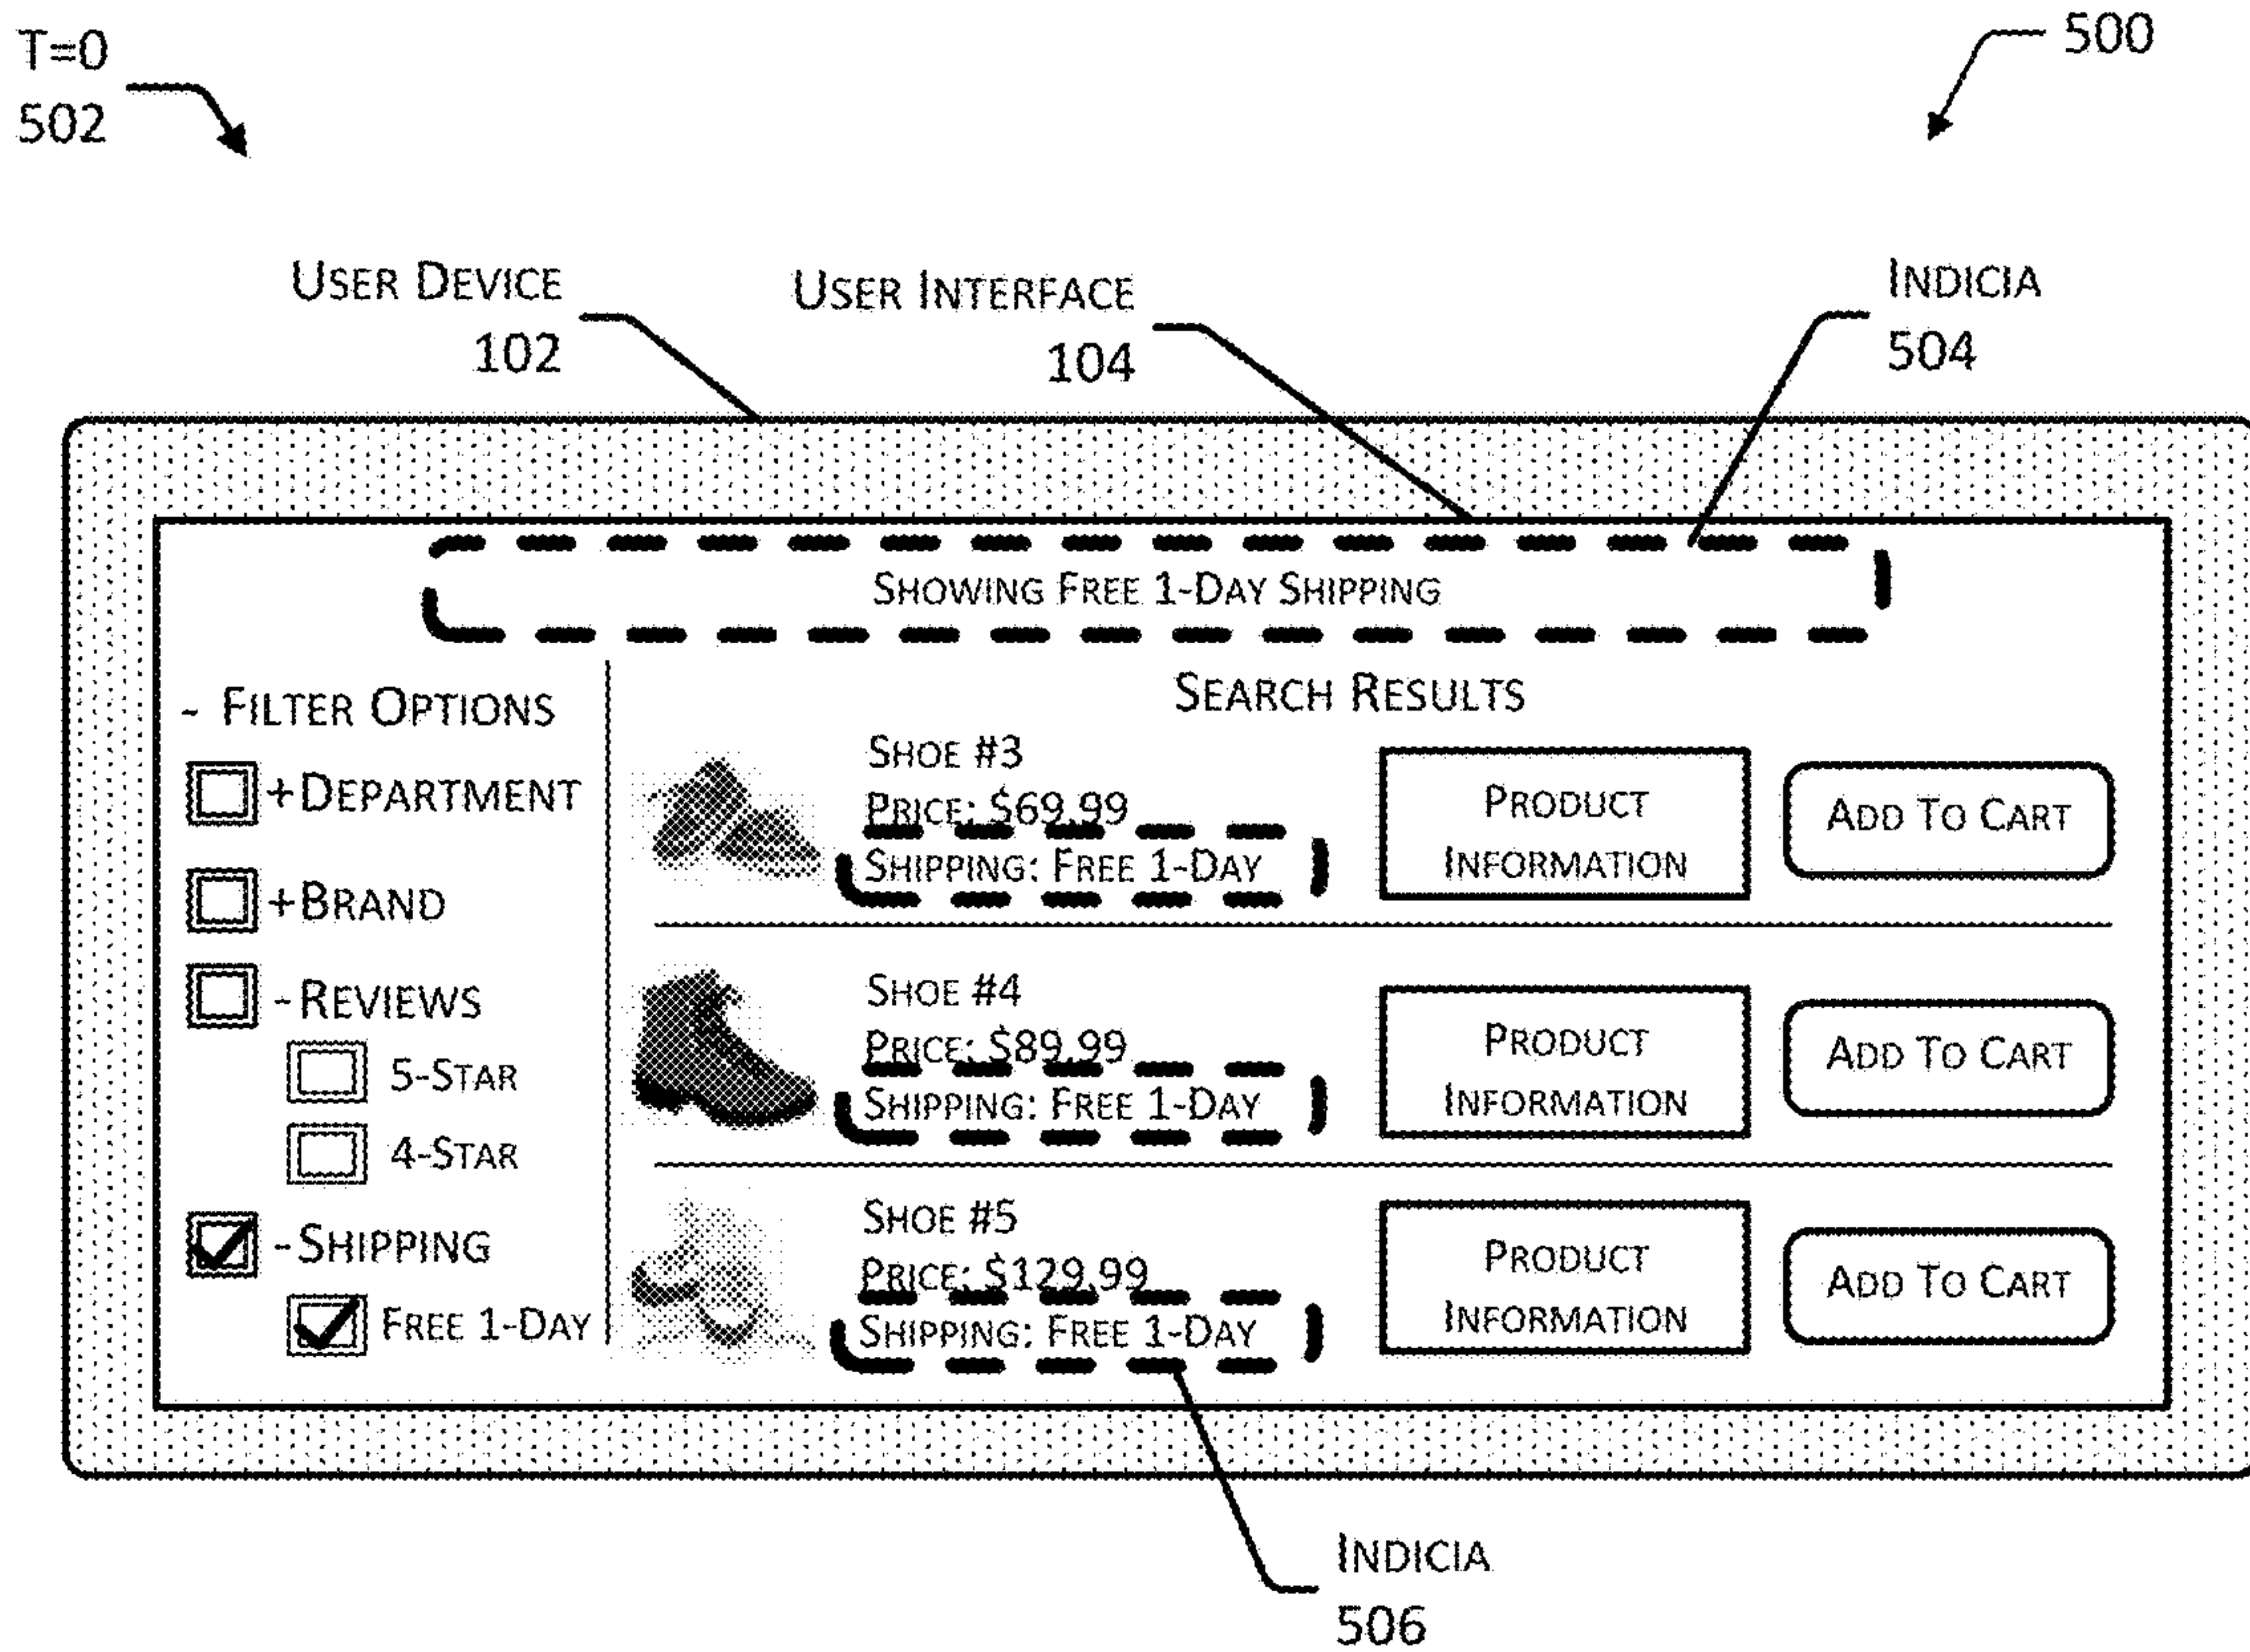 T=0
502
500
USER DEVICE
102
USER INTERFACE
104
INDICIA
504
SHOWING FREE 1-DAY SHIPPING
- FILTER OPTIONS
+DEPARTMENT
+BRAND
-REVIEWS
5-STAR
4-STAR
-SHIPPING
FREE 1-DAY
SEARCH RESULTS
SHOE #3
PRICE: $69.99
SHIPPING: FREE 1-DAY
PRODUCT
INFORMATION
ADD TO CART
SHOE #4
PRICE: $89.99
SHIPPING: FREE 1-DAY
PRODUCT
INFORMATION
ADD TO CART
SHOE #5
PRICE: $129.99
SHIPPING: FREE 1-DAY
PRODUCT
INFORMATION
ADD TO CART
INDICIA
506